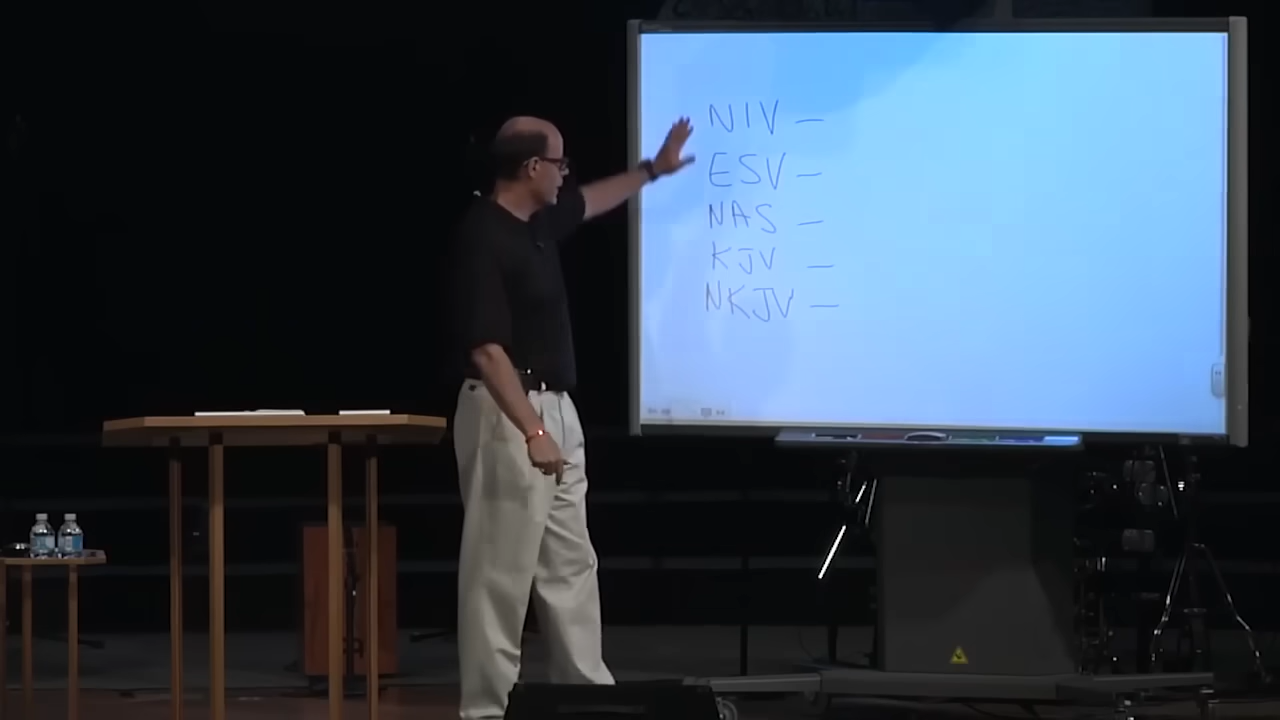 NIV —
ESV —
NAS —
KJV —
NKJV —